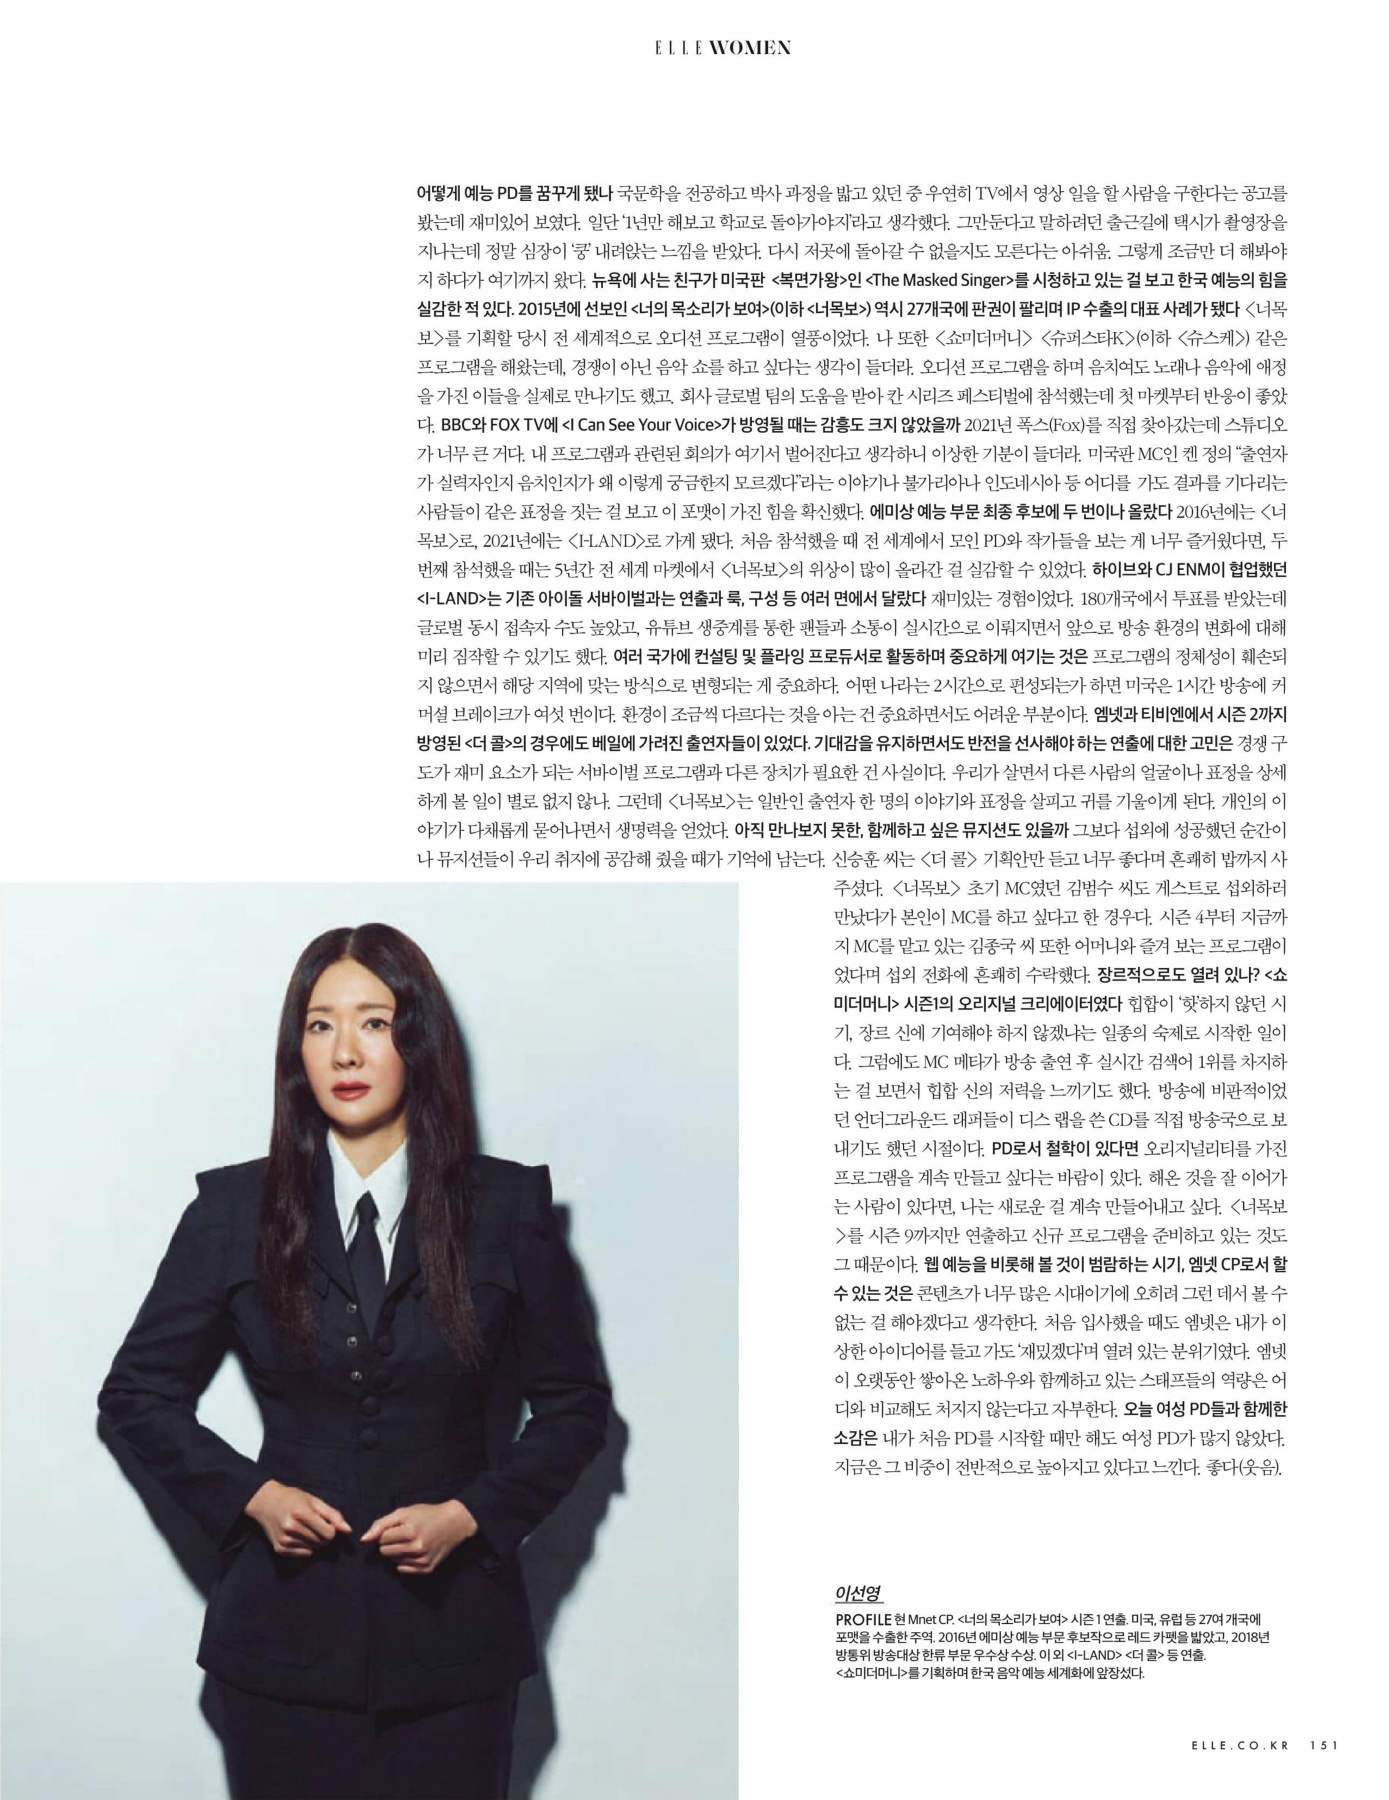 ELLE WOMEN
어떻게 예능 PD를 꿈꾸게 됐나 국문학을 전공하고 박사 과정을 밟고 있던 중 우연히 TV에서 영상 일을 할 사람을 구한다는 공고를
봤는데 재미있어 보였다. 일단 ‘1년만 해보고 학교로 돌아가야지’라고 생각했다. 그만둔다고 말하려던 출근길에 택시가 촬영장을
지나는데 정말 심장이 ‘쿵’ 내려앉는 느낌을 받았다. 다시 저곳에 돌아갈 수 없을지도 모른다는 아쉬움. 그렇게 조금만 더 해봐야
지 하다가 여기까지 왔다. 뉴욕에 사는 친구가 미국판 <복면가왕>인 <The Masked Singer>를 시청하고 있는 걸 보고 한국 예능의 힘을
실감한 적 있다. 2015년에 선보인 <너의 목소리가 보여>(이하 <너목보>) 역시 27개국에 판권이 팔리며 IP 수출의 대표 사례가 됐다 <너목
보>를 기획할 당시 전 세계적으로 오디션 프로그램이 열풍이었다. 나 또한 <쇼미더머니> <슈퍼스타K>(이하 <슈스케>) 같은
프로그램을 해왔는데, 경쟁이 아닌 음악 쇼를 하고 싶다는 생각이 들더라. 오디션 프로그램을 하며 음치여도 노래나 음악에 애정
을 가진 이들을 실제로 만나기도 했고. 회사 글로벌 팀의 도움을 받아 칸 시리즈 페스티벌에 참석했는데 첫 마켓부터 반응이 좋았
다. BBC와 FOX TV에 <I Can See Your Voice>가 방영될 때는 감흥도 크지 않았을까 2021년 폭스(Fox)를 직접 찾아갔는데 스튜디오
가 너무 큰 거다. 내 프로그램과 관련된 회의가 여기서 벌어진다고 생각하니 이상한 기분이 들더라. 미국판 MC인 켄 정의 “출연자
가 실력자인지 음치인지가 왜 이렇게 궁금한지 모르겠다”라는 이야기나 불가리아나 인도네시아 등 어디를 가도 결과를 기다리는
사람들이 같은 표정을 짓는 걸 보고 이 포맷이 가진 힘을 확신했다. 에미상 예능 부문 최종 후보에 두 번이나 올랐다 2016년에는 <너
목보>로, 2021년에는 <I-LAND>로 가게 됐다. 처음 참석했을 때 전 세계에서 모인 PD와 작가들을 보는 게 너무 즐거웠다면, 두
번째 참석했을 때는 5년간 전 세계 마켓에서 <너목보>의 위상이 많이 올라간 걸 실감할 수 있었다. 하이브와 CJ ENM이 협업했던
<I-LAND>는 기존 아이돌 서바이벌과는 연출과 룩, 구성 등 여러 면에서 달랐다 재미있는 경험이었다. 180개국에서 투표를 받았는데
글로벌 동시 접속자 수도 높았고, 유튜브 생중계를 통한 팬들과 소통이 실시간으로 이뤄지면서 앞으로 방송 환경의 변화에 대해
미리 짐작할 수 있기도 했다. 여러 국가에 컨설팅 및 플라잉 프로듀서로 활동하며 중요하게 여기는 것은 프로그램의 정체성이 훼손되
지 않으면서 해당 지역에 맞는 방식으로 변형되는 게 중요하다. 어떤 나라는 2시간으로 편성되는가 하면 미국은 1시간 방송에 커
머셜 브레이크가 여섯 번이다. 환경이 조금씩 다르다는 것을 아는 건 중요하면서도 어려운 부분이다. 엠넷과 티비엔에서 시즌 2까지
방영된 <더 콜>의 경우에도 베일에 가려진 출연자들이 있었다. 기대감을 유지하면서도 반전을 선사해야 하는 연출에 대한 고민은 경쟁 구
도가 재미 요소가 되는 서바이벌 프로그램과 다른 장치가 필요한 건 사실이다. 우리가 살면서 다른 사람의 얼굴이나 표정을 상세
하게 볼 일이 별로 없지 않나. 그런데 <너목보>는 일반인 출연자 한 명의 이야기와 표정을 살피고 귀를 기울이게 된다. 개인의 이
야기가 다채롭게 묻어나면서 생명력을 얻었다. 아직 만나보지 못한, 함께하고 싶은 뮤지션도 있을까 그보다 섭외에 성공했던 순간이
나 뮤지션들이 우리 취지에 공감해 줬을 때가 기억에 남는다. 신승훈 씨는 <더 콜> 기획안만 듣고 너무 좋다며 흔쾌히 밥까지 사
주셨다. <너목보> 초기 MC였던 김범수 씨도 게스트로 섭외하러
만났다가 본인이 MC를 하고 싶다고 한 경우다. 시즌 4부터 지금까
지 MC를 맡고 있는 김종국 씨 또한 어머니와 즐겨 보는 프로그램이
었다며 섭외 전화에 흔쾌히 수락했다. 장르적으로도 열려 있나? <쇼
미더머니> 시즌1의 오리지널 크리에이터였다 힙합이 ‘핫’하지 않던 시
기, 장르 신에 기여해야 하지 않겠냐는 일종의 숙제로 시작한 일이
다. 그럼에도 MC 메타가 방송 출연 후 실시간 검색어 1위를 차지하
는 걸 보면서 힙합 신의 저력을 느끼기도 했다. 방송에 비판적이었
던 언더그라운드 래퍼들이 디스 랩을 쓴 CD를 직접 방송국으로 보
내기도 했던 시절이다. PD로서 철학이 있다면 오리지널리티를 가진
프로그램을 계속 만들고 싶다는 바람이 있다. 해온 것을 잘 이어가
는 사람이 있다면, 나는 새로운 걸 계속 만들어내고 싶다. <너목보
>를 시즌 9까지만 연출하고 신규 프로그램을 준비하고 있는 것도
그 때문이다. 웹 예능을 비롯해 볼 것이 범람하는 시기, 엠넷 CP로서 할
수 있는 것은 콘텐츠가 너무 많은 시대이기에 오히려 그런 데서 볼 수
없는 걸 해야겠다고 생각한다. 처음 입사했을 때도 엠넷은 내가 이
상한 아이디어를 들고 가도 ‘재밌겠다’며 열려 있는 분위기였다. 엠넷
이 오랫동안 쌓아온 노하우와 함께하고 있는 스태프들의 역량은 어
디와 비교해도 처지지 않는다고 자부한다. 오늘 여성 PD들과 함께한
소감은 내가 처음 PD를 시작할 때만 해도 여성 PD가 많지 않았다.
지금은 그 비중이 전반적으로 높아지고 있다고 느낀다. 좋다(웃음).
이선영
PROFILE 현 Mnet CP. <너의 목소리가 보여> 시즌 1 연출. 미국, 유럽 등 27여 개국에
포맷을 수출한 주역. 2016년 에미상 예능 부문 후보작으로 레드 카펫을 밟았고, 2018년
방통위 방송대상 한류 부문 우수상 수상. 이 외 <I-LAND> <더 콜> 등 연출.
<쇼미더머니>를 기획하며 한국 음악 예능 세계화에 앞장섰다.
ELLE.CO.KR 151